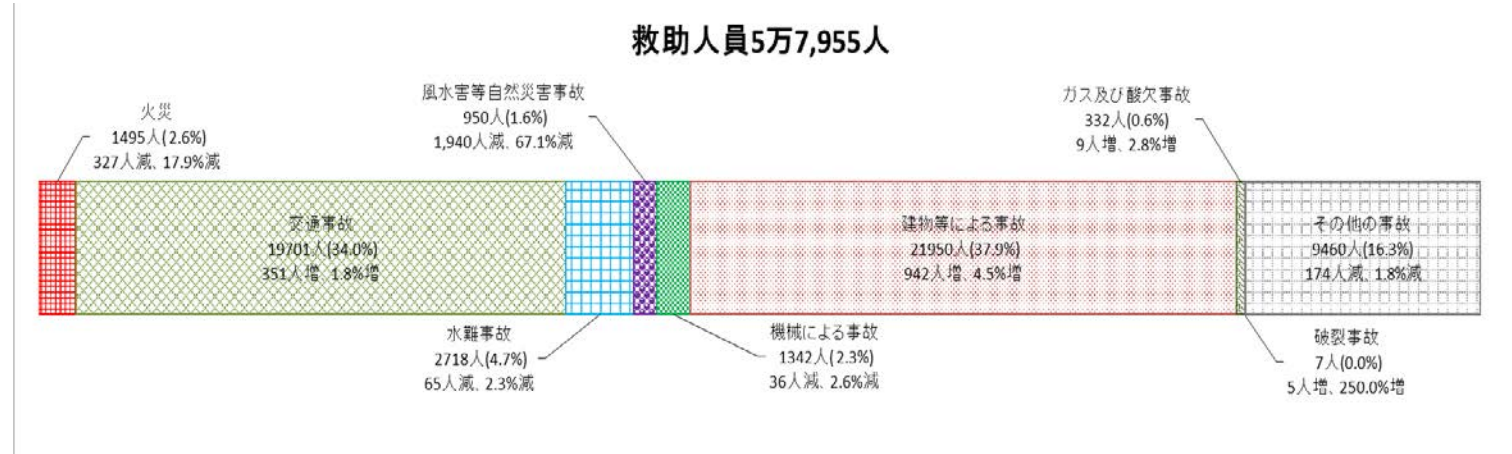 救助人員5万7,955人
火災
1495人(2.6%)
327人減、17.9%減
風水害等自然災害事故
950人(1.6%)
1,940人減、67.1%減
ガス及び酸欠事故
332人(0.6%)
9人増、2.8%増
交通事故
19701人(34.0%)
351人増、1.8%増
建物等による事故
21950人(37.9%)
942人増、4.5%増
その他の事故
9460人(16.3%)
174人減、1.8%減
水難事故
2718人(4.7%)
65人減、2.3%減
機械による事故
1342人(2.3%)
36人減、2.6%減
破裂事故
7人(0.0%)
5人増、250.0%増